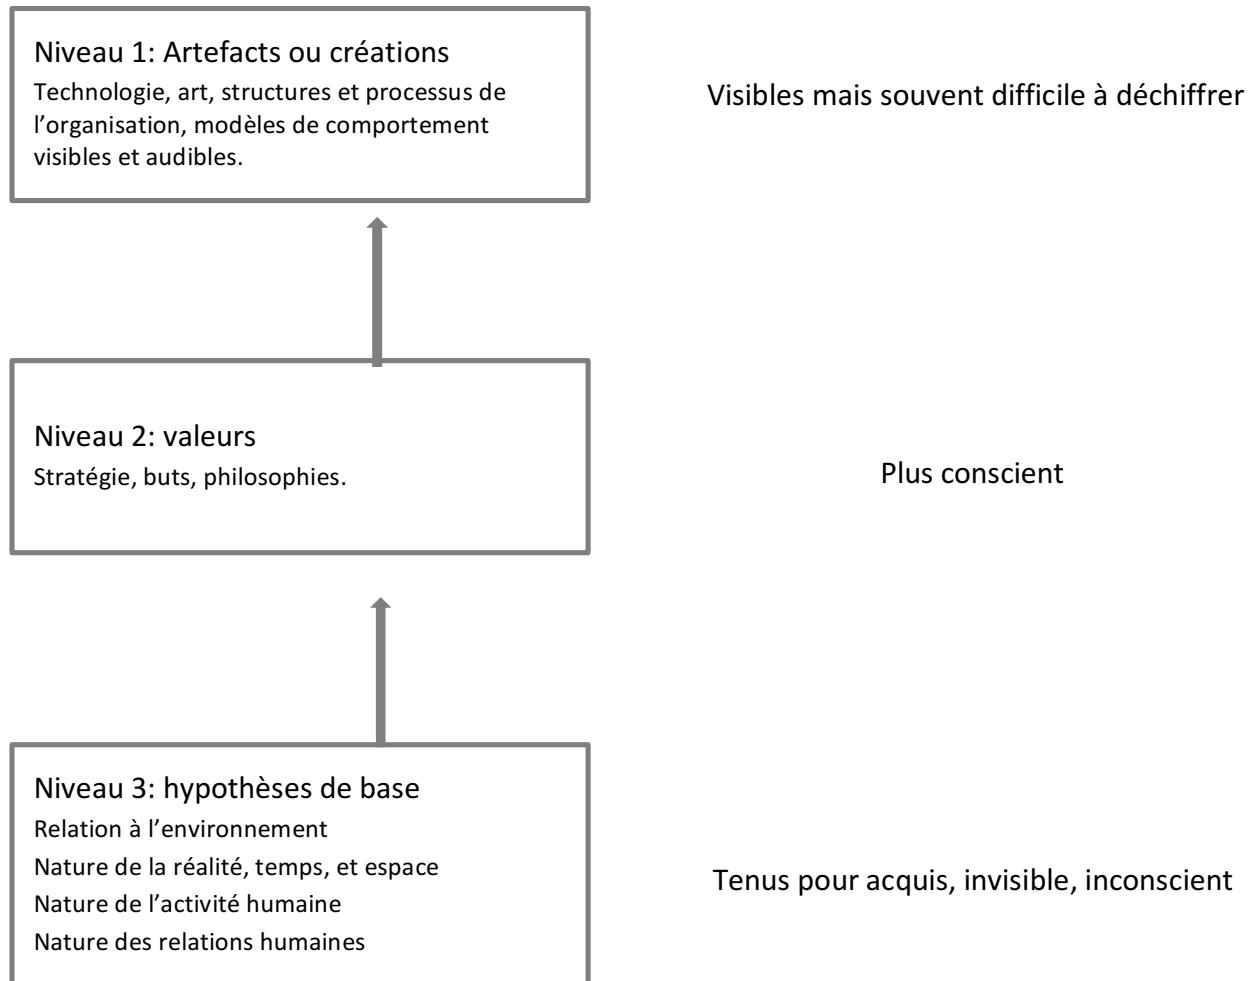 Niveau 1: Artefacts ou créations
Technologie, art, structures et processus de
l’organisation, modèles de comportement
visibles et audibles.
Visibles mais souvent difficile à déchiffrer
Niveau 2: valeurs
Stratégie, buts, philosophies.
Plus conscient
Niveau 3: hypothèses de base
Relation à l’environnement
Nature de la réalité, temps, et espace
Nature de l’activité humaine
Nature des relations humaines
Tenus pour acquis, invisible, inconscient